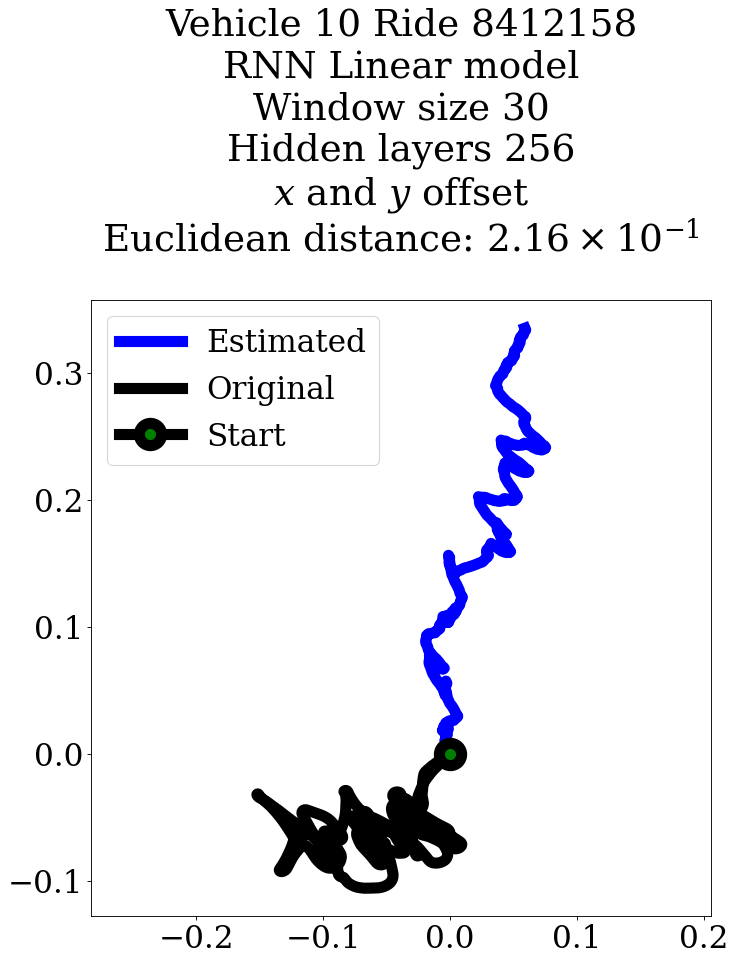 Vehicle 10 Ride 8412158
RNN Linear model
Window size 30
Hidden layers 256
x and y offset
Euclidean distance: 2.16 × 10⁻¹
Estimated
Original
Start
0.3
0.2
0.1
0.0
−0.1
−0.2 −0.1 0.0 0.1 0.2